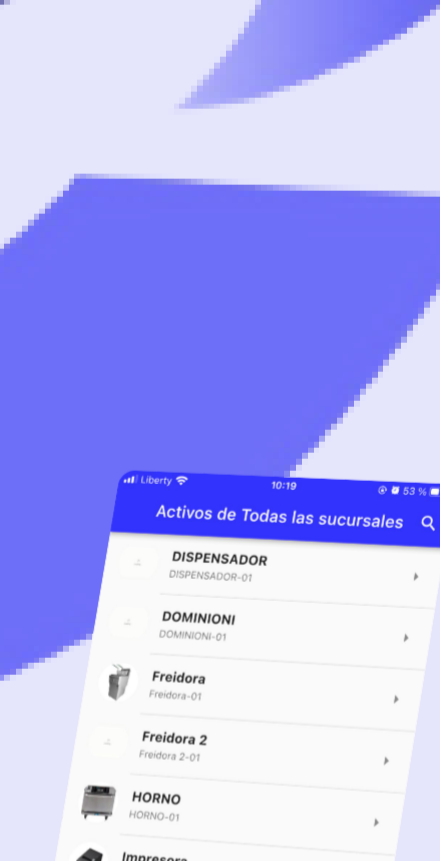 Liberty 10:19 53 %
Activos de Todas las sucursales
DISPENSADOR
DISPENSADOR-01
DOMINIONI
DOMINIONI-01
Freidora
Freidora-01
Freidora 2
Freidora 2-01
HORNO
HORNO-01
Impresora